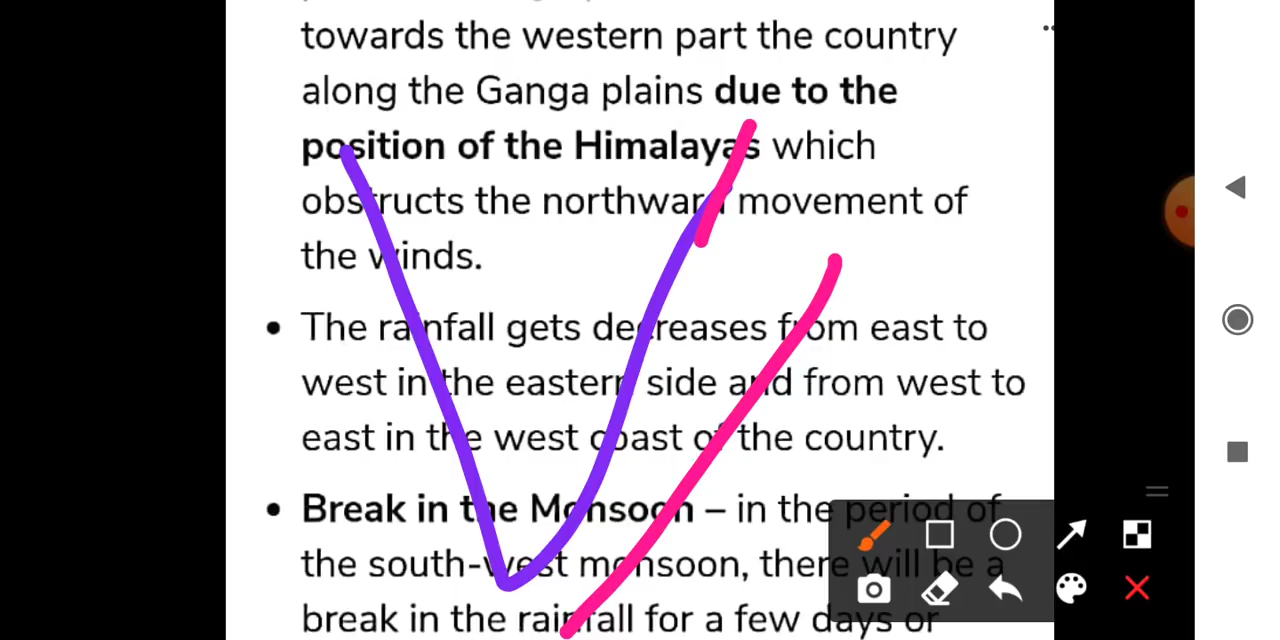 towards the western part the country
along the Ganga plains due to the
position of the Himalayas which
obstructs the northward movement of
the winds.
• The rainfall gets decreases from east to
west in the eastern side and from west to
east in the west coast of the country.
• Break in the Monsoon – in the period of
the south-west monsoon, there will be a
break in the rainfall for a few days or